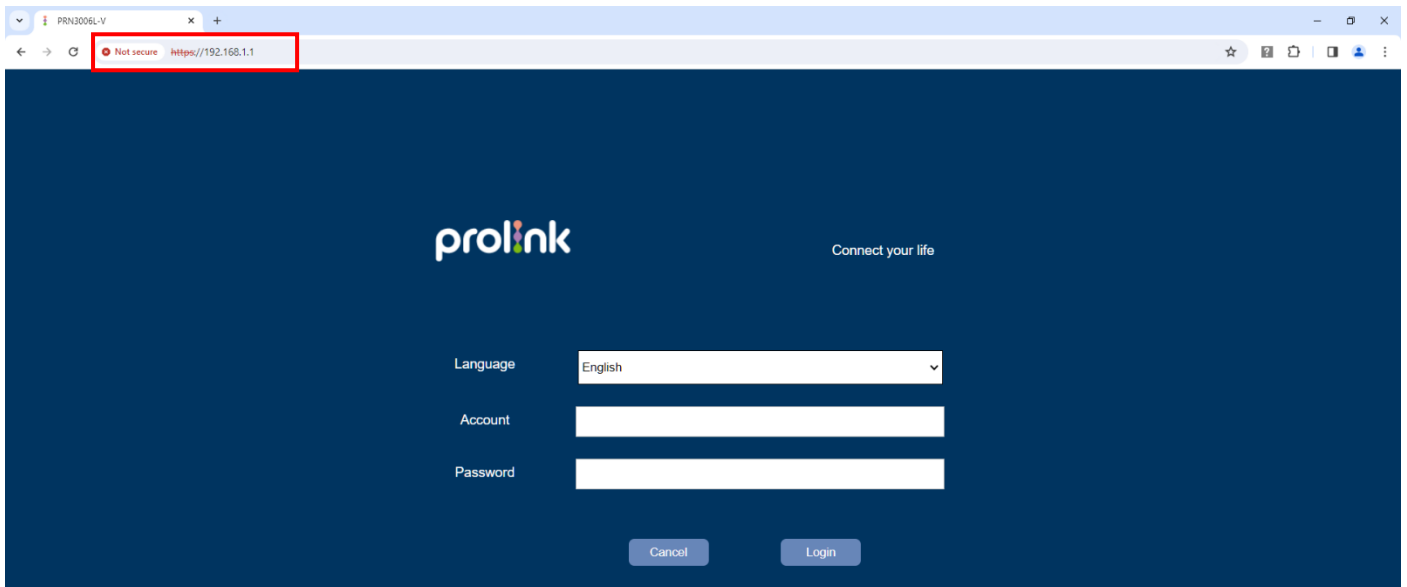 PRN3006L-V
Not secure https://192.168.1.1
prolink
Connect your life
Language English
Account
Password
Cancel Login